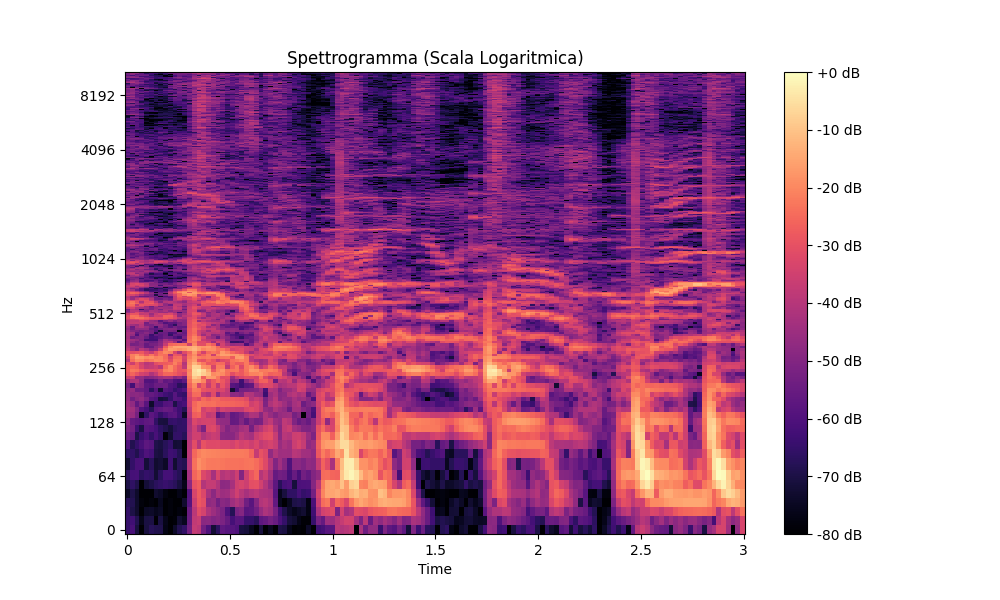 Spettrogramma (Scala Logaritmica)
Hz
8192
4096
2048
1024
512
256
128
64
0
0 0.5 1 1.5 2 2.5 3
Time
+0 dB
-10 dB
-20 dB
-30 dB
-40 dB
-50 dB
-60 dB
-70 dB
-80 dB